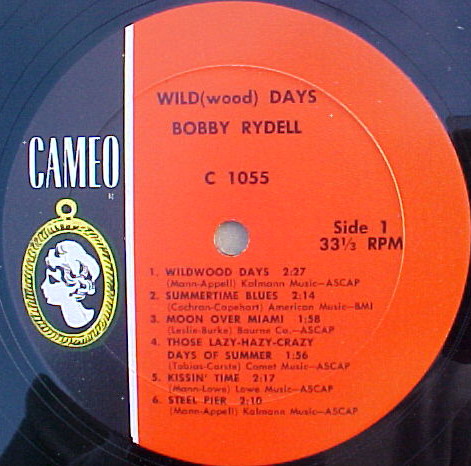 WILD(wood) DAYS
BOBBY RYDELL
C 1055
CAMEO
Side 1
33⅓ RPM
1. WILDWOOD DAYS 2:27
(Mann-Appell) Kalmann Music—ASCAP
2. SUMMERTIME BLUES 2:14
(Cochran-Capehart) American Music—BMI
3. MOON OVER MIAMI 1:58
(Leslie-Burke) Bourne Co.—ASCAP
4. THOSE LAZY-HAZY-CRAZY
DAYS OF SUMMER 1:56
(Tobias-Carste) Comet Music—ASCAP
5. KISSIN' TIME 2:17
(Mann-Lowe) Lowe Music—ASCAP
6. STEEL PIER 2:10
(Mann-Appell) Kalmann Music—ASCAP